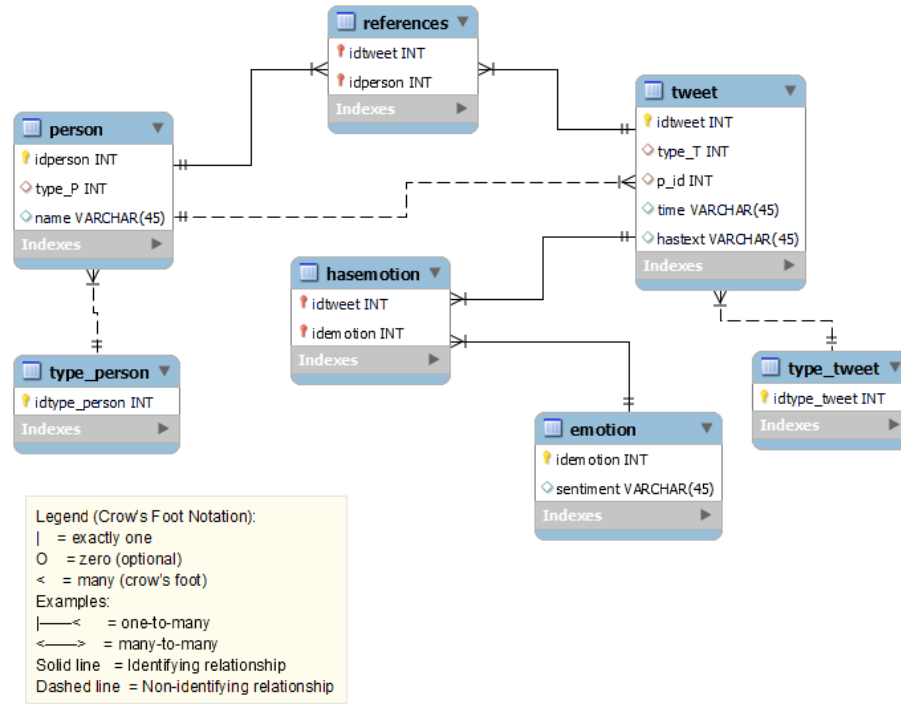 references
idtweet INT
idperson INT
Indexes
tweet
idtweet INT
type_T INT
p_id INT
time VARCHAR(45)
hastext VARCHAR(45)
Indexes
person
idperson INT
type_P INT
name VARCHAR(45)
Indexes
hasemotion
idtweet INT
idemotion INT
Indexes
type_person
idtype_person INT
Indexes
type_tweet
idtype_tweet INT
Indexes
emotion
idemotion INT
sentiment VARCHAR(45)
Indexes
Legend (Crow's Foot Notation):
| = exactly one
O = zero (optional)
< = many (crow's foot)
Examples:
|——< = one-to-many
<——> = many-to-many
Solid line = Identifying relationship
Dashed line = Non-identifying relationship